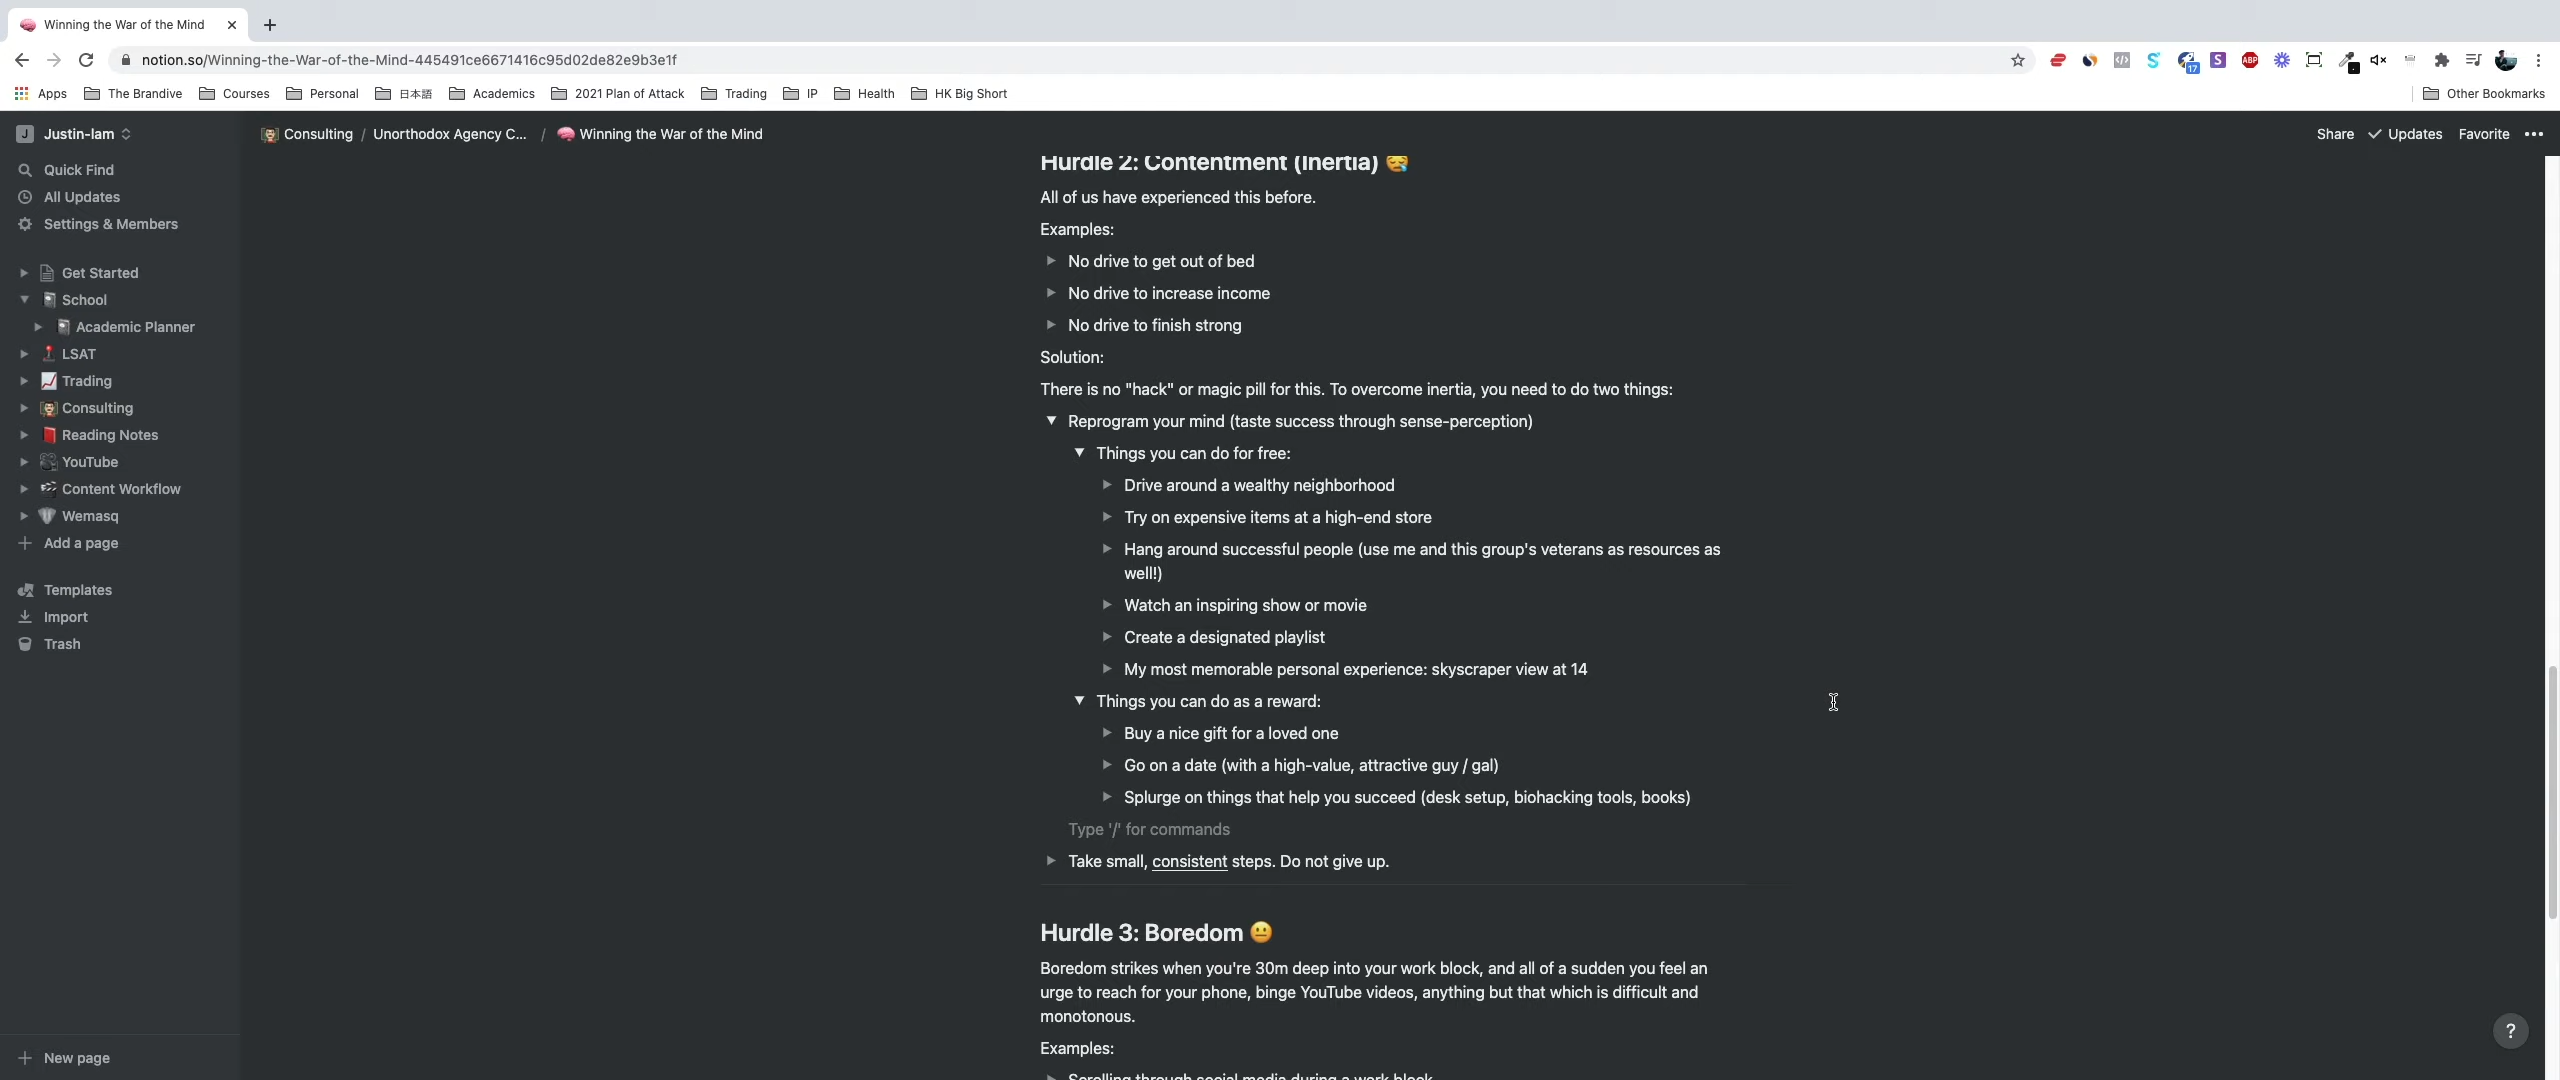 Winning the War of the Mind
notion.so/Winning-the-War-of-the-Mind-445491ce6671416c95d02de82e9b3e1f
17
S
ABP
Apps
The Brandive
Courses
Personal
日本語
Academics
2021 Plan of Attack
Trading
IP
Health
HK Big Short
Other Bookmarks
J Justin-lam
Consulting / Unorthodox Agency C... / Winning the War of the Mind
Share
Updates
Favorite
Quick Find
All Updates
Settings & Members
Get Started
School
Academic Planner
LSAT
Trading
Consulting
Reading Notes
YouTube
Content Workflow
Wemasq
Add a page
Templates
Import
Trash
New page
Hurdle 2: Contentment (Inertia) 😪
All of us have experienced this before.
Examples:
No drive to get out of bed
No drive to increase income
No drive to finish strong
Solution:
There is no "hack" or magic pill for this. To overcome inertia, you need to do two things:
Reprogram your mind (taste success through sense-perception)
Things you can do for free:
Drive around a wealthy neighborhood
Try on expensive items at a high-end store
Hang around successful people (use me and this group's veterans as resources as
well!)
Watch an inspiring show or movie
Create a designated playlist
My most memorable personal experience: skyscraper view at 14
Things you can do as a reward:
Buy a nice gift for a loved one
Go on a date (with a high-value, attractive guy / gal)
Splurge on things that help you succeed (desk setup, biohacking tools, books)
Type '/' for commands
Take small, consistent steps. Do not give up.
Hurdle 3: Boredom 😐
Boredom strikes when you're 30m deep into your work block, and all of a sudden you feel an
urge to reach for your phone, binge YouTube videos, anything but that which is difficult and
monotonous.
Examples:
Scrolling through social media during a work block
?